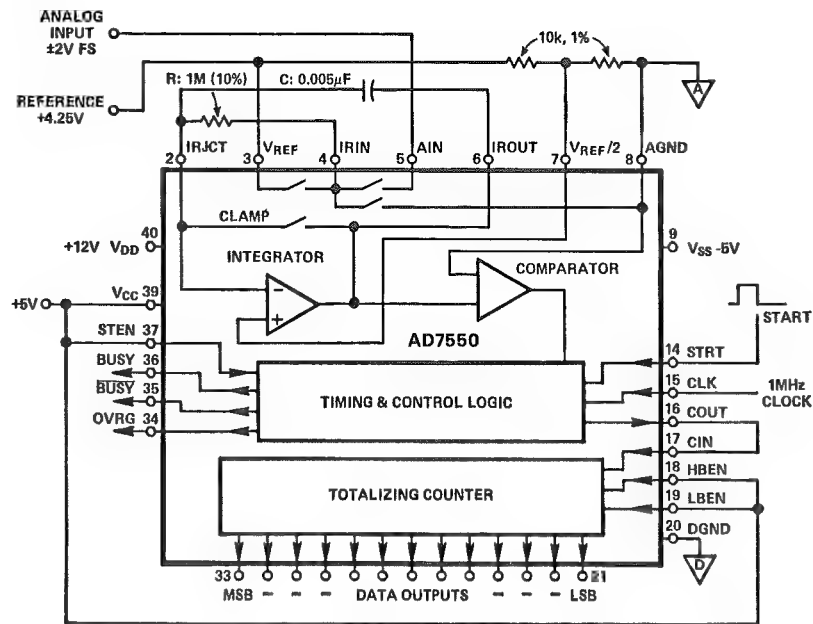 ANALOG
INPUT
±2V FS
10k, 1%
R: 1M (10%)
C: 0.005μF
A
REFERENCE
+4.25V
IRJCT
VREF
IRIN
AIN
IROUT
VREF/2
AGND
2
3
4
5
6
7
8
CLAMP
40
+12V VDD
9
VSS -5V
INTEGRATOR
COMPARATOR
−
+
+5V
VCC 39
AD7550
START
STEN 37
BUSY 36
BUSY 35
OVRG 34
TIMING & CONTROL LOGIC
14 STRT
15 CLK
1MHz
CLOCK
16 COUT
17 CIN
18 HBEN
19 LBEN
20 DGND
TOTALIZING COUNTER
D
33
21
MSB – – – DATA OUTPUTS – – – LSB